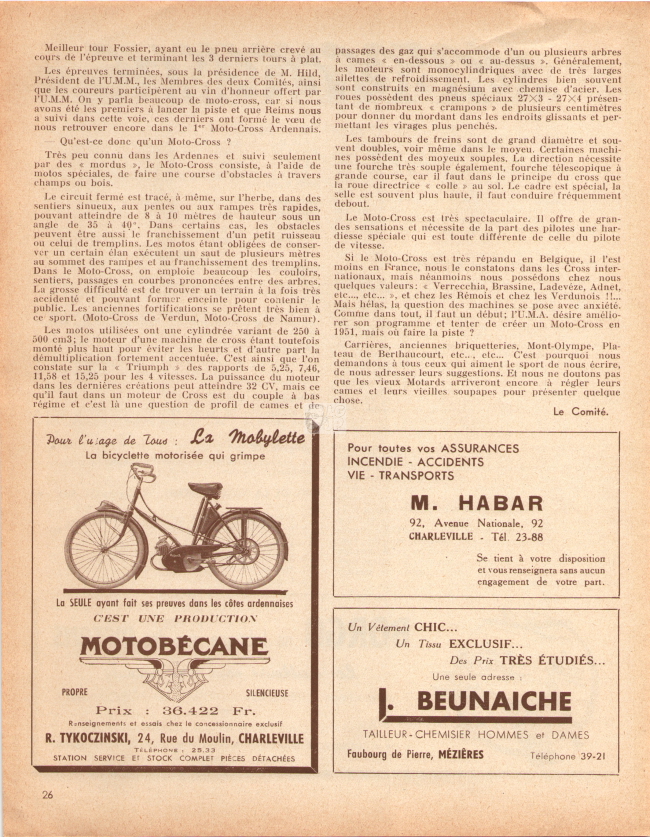 Meilleur tour Fossier, ayant eu le pneu arrière crevé au
cours de l'épreuve et terminant les 3 derniers tours à plat.
Les épreuves terminées, sous la présidence de M. Hild,
Président de l'U.M.M., les Membres des deux Comités, ainsi
que les coureurs participèrent au vin d'honneur offert par
l'U.M.M. On y parla beaucoup de moto-cross, car si nous
avons été les premiers à lancer la piste et que Reims nous
a suivi dans cette voie, ces derniers ont formé le vœu de
nous retrouver encore dans le 1er Moto-Cross Ardennais.
Qu'est-ce donc qu'un Moto-Cross ?
Très peu connu dans les Ardennes et suivi seulement
par des « mordus », le Moto-Cross consiste, à l'aide de
motos spéciales, de faire une course d'obstacles à travers
champs ou bois.
Le circuit fermé est tracé, à même, sur l'herbe, dans des
sentiers sinueux, aux pentes ou aux rampes très rapides,
pouvant atteindre de 8 à 10 mètres de hauteur sous un
angle de 35 à 40°. Dans certains cas, les obstacles
peuvent être aussi le franchissement d'un petit ruisseau
ou celui de tremplins. Les motos étant obligées de conser-
ver un certain élan exécutent un saut de plusieurs mètres
au sommet des rampes et au franchissement des tremplins.
Dans le Moto-Cross, on emploie beaucoup les couloirs,
sentiers, passages en courbes prononcées entre des arbres.
La grosse difficulté est de trouver un terrain à la fois très
accidenté et pouvant former enceinte pour contenir le
public. Les anciennes fortifications se prêtent très bien à
ce sport. (Moto-Cross de Verdun, Moto-Cross de Namur).
Les motos utilisées ont une cylindrée variant de 250 à
500 cm3; le moteur d'une machine de cross étant toutefois
monté plus haut pour éviter les heurts et d'autre part la
démultiplication fortement accentuée. C'est ainsi que l'on
constate sur la « Triumph » des rapports de 5,25, 7,46,
11,58 et 15,25 pour les 4 vitesses. La puissance du moteur
dans les dernières créations peut atteindre 32 CV, mais ce
qu'il faut dans un moteur de Cross est du couple à bas
régime et c'est là une question de profil de cames et de
passages des gaz qui s'accommode d'un ou plusieurs arbres
à cames « en-dessous » ou « au-dessus ». Généralement,
les moteurs sont monocylindriques avec de très larges
ailettes de refroidissement. Les cylindres bien souvent
sont construits en magnésium avec chemise d'acier. Les
roues possèdent des pneus spéciaux 27×3 - 27×4 présen-
tant de nombreux « crampons » de plusieurs centimètres
pour donner du mordant dans les endroits glissants et per-
mettant les virages plus penchés.
Les tambours de freins sont de grand diamètre et sou-
vent doubles, voir même dans le moyeu. Certaines machi-
nes possèdent des moyeux souples. La direction nécessite
une fourche très souple également, fourche télescopique à
grande course, car il faut dans le principe du cross que
la roue directrice « colle » au sol. Le cadre est spécial, la
selle est souvent plus haute, il faut conduire fréquemment
debout.
Le Moto-Cross est très spectaculaire. Il offre de gran-
des sensations et nécessite de la part des pilotes une har-
diesse spéciale qui est toute différente de celle du pilote
de vitesse.
Si le Moto-Cross est très répandu en Belgique, il l'est
moins en France, nous le constatons dans les Cross inter-
nationaux, mais néanmoins nous possédons chez nous
quelques valeurs : « Verrecchia, Brassine, Ladevéze, Adnet,
etc..., etc... », et chez les Rémois et chez les Verdunois !!...
Mais hélas, la question des machines se pose avec anxiété.
Comme dans tout, il faut un début; l'U.M.A. désire amélio-
rer son programme et tenter de créer un Moto-Cross en
1951, mais où faire la piste ?
Carrières, anciennes briquetteries, Mont-Olympe, Pla-
teau de Berthaucourt, etc..., etc... C'est pourquoi nous
demandons à tous ceux qui aiment le sport de nous écrire,
de nous adresser leurs suggestions. Et nous ne doutons pas
que les vieux Motards arriveront encore à régler leurs
cames et leurs vieilles soupapes pour présenter quelque
chose.
Le Comité.
Pour l'usage de Tous : La Mobylette
La bicyclette motorisée qui grimpe
La SEULE ayant fait ses preuves dans les côtes ardennaises
C'EST UNE PRODUCTION
MOTOBÉCANE
PROPRE SILENCIEUSE
Prix : 36.422 Fr.
Renseignements et essais chez le concessionnaire exclusif
R. TYKOCZINSKI, 24, Rue du Moulin, CHARLEVILLE
TÉLÉPHONE : 25.33
STATION SERVICE ET STOCK COMPLET PIÈCES DÉTACHÉES
Pour toutes vos ASSURANCES
INCENDIE - ACCIDENTS
VIE - TRANSPORTS
M. HABAR
92, Avenue Nationale, 92
CHARLEVILLE - Tél. 23-88
Se tient à votre disposition
et vous renseignera sans aucun
engagement de votre part.
Un Vêtement CHIC...
Un Tissu EXCLUSIF...
Des Prix TRÈS ÉTUDIÉS...
Une seule adresse :
J. BEUNAICHE
TAILLEUR-CHEMISIER HOMMES et DAMES
Faubourg de Pierre, MÉZIÈRES Téléphone 39-21
26